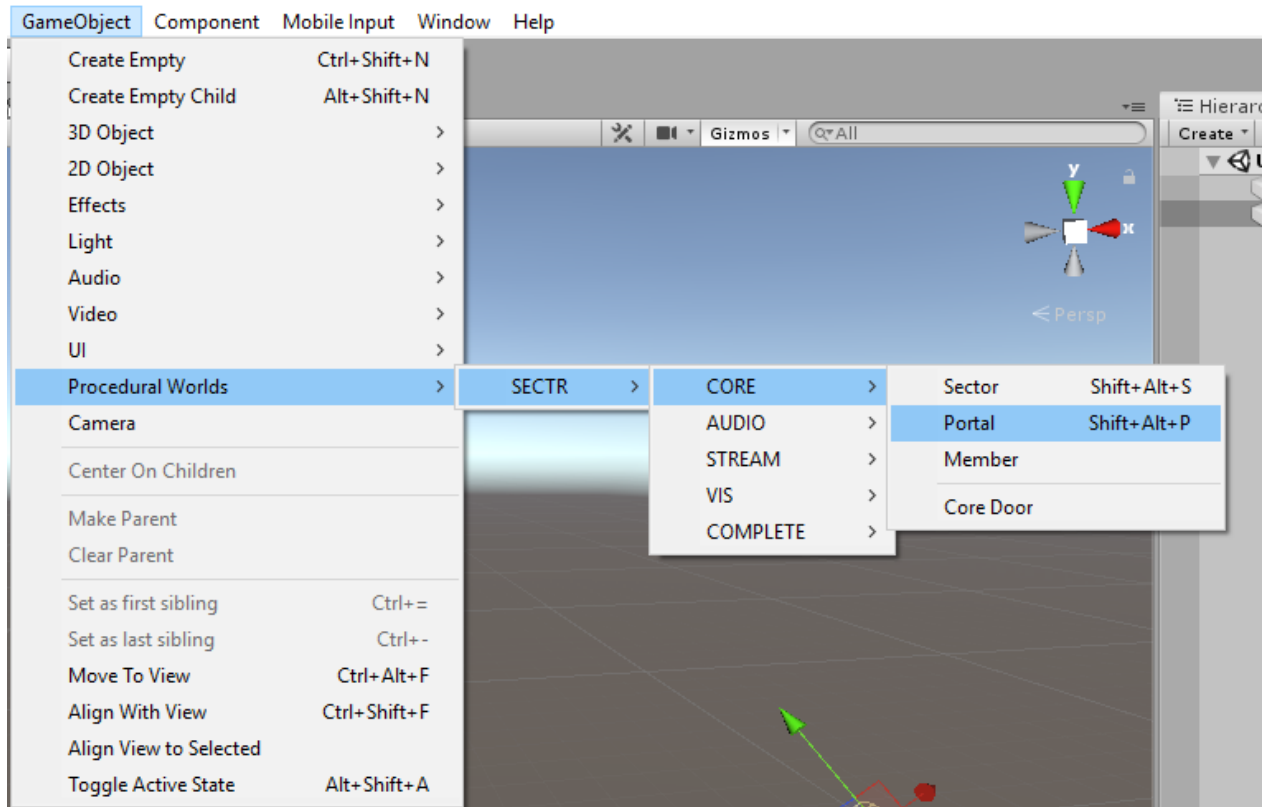 GameObject Component Mobile Input Window Help
Create Empty Ctrl+Shift+N
Create Empty Child Alt+Shift+N
3D Object
2D Object
Effects
Light
Audio
Video
UI
Procedural Worlds
Camera
Center On Children
Make Parent
Clear Parent
Set as first sibling Ctrl+=
Set as last sibling Ctrl+-
Move To View Ctrl+Alt+F
Align With View Ctrl+Shift+F
Align View to Selected
Toggle Active State Alt+Shift+A
SECTR
CORE
AUDIO
STREAM
VIS
COMPLETE
Sector Shift+Alt+S
Portal Shift+Alt+P
Member
Core Door
Gizmos
All
y
x
Persp
Create